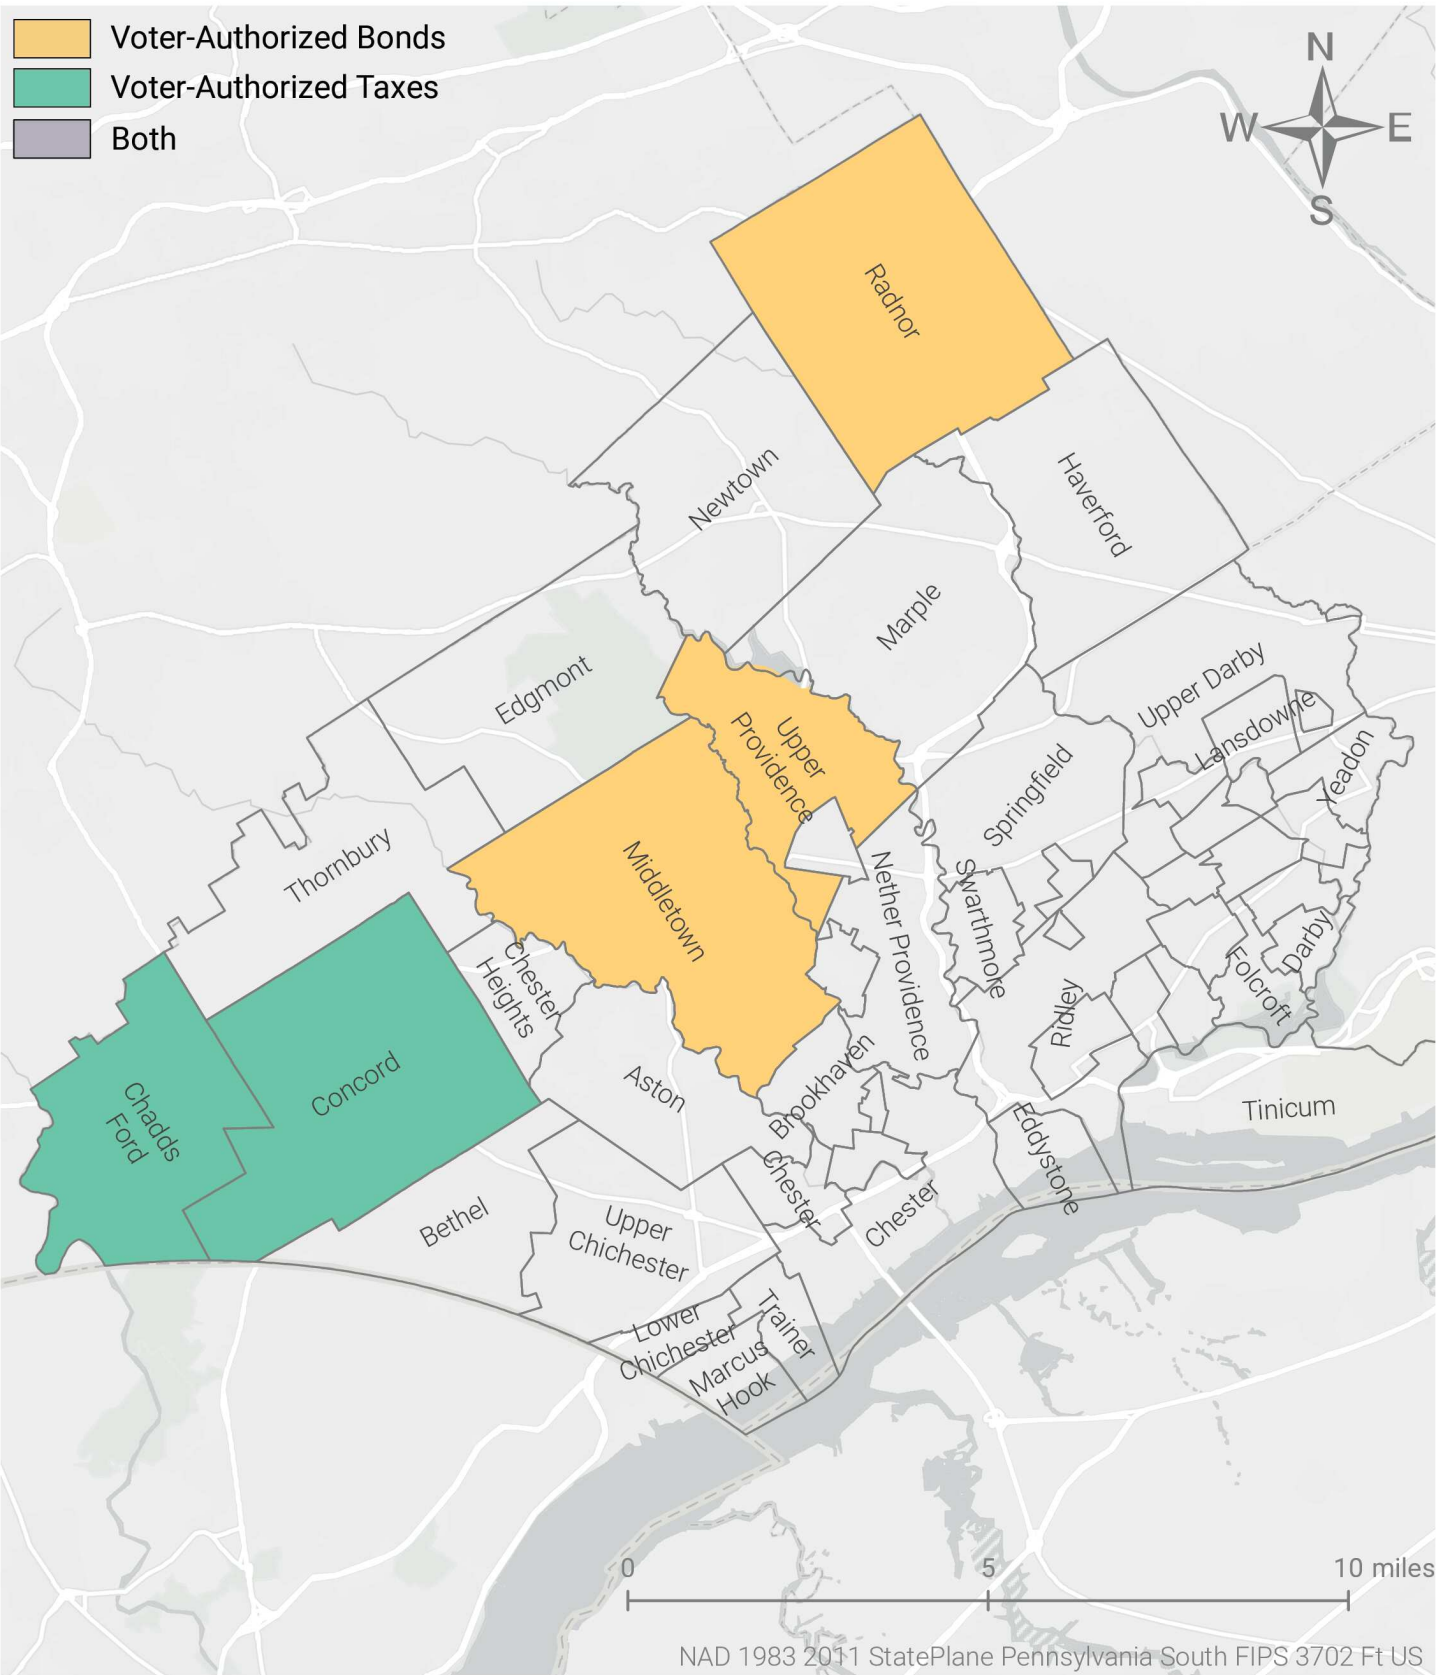 Voter-Authorized Bonds
Voter-Authorized Taxes
Both
N
W
E
S
Radnor
Newtown
Haverford
Marple
Edgmont
Upper Darby
Lansdowne
Yeadon
Upper
Providence
Springfield
Thornbury
Middletown
Swarthmore
Nether Providence
Chester
Heights
Darby
Folcroft
Ridley
Concord
Chadds
Ford
Aston
Brookhaven
Tinicum
Eddystone
Chester
Chester
Bethel
Upper
Chichester
Lower
Chichester
Trainer
Marcus
Hook
0
5
10 miles
NAD 1983 2011 StatePlane Pennsylvania South FIPS 3702 Ft US